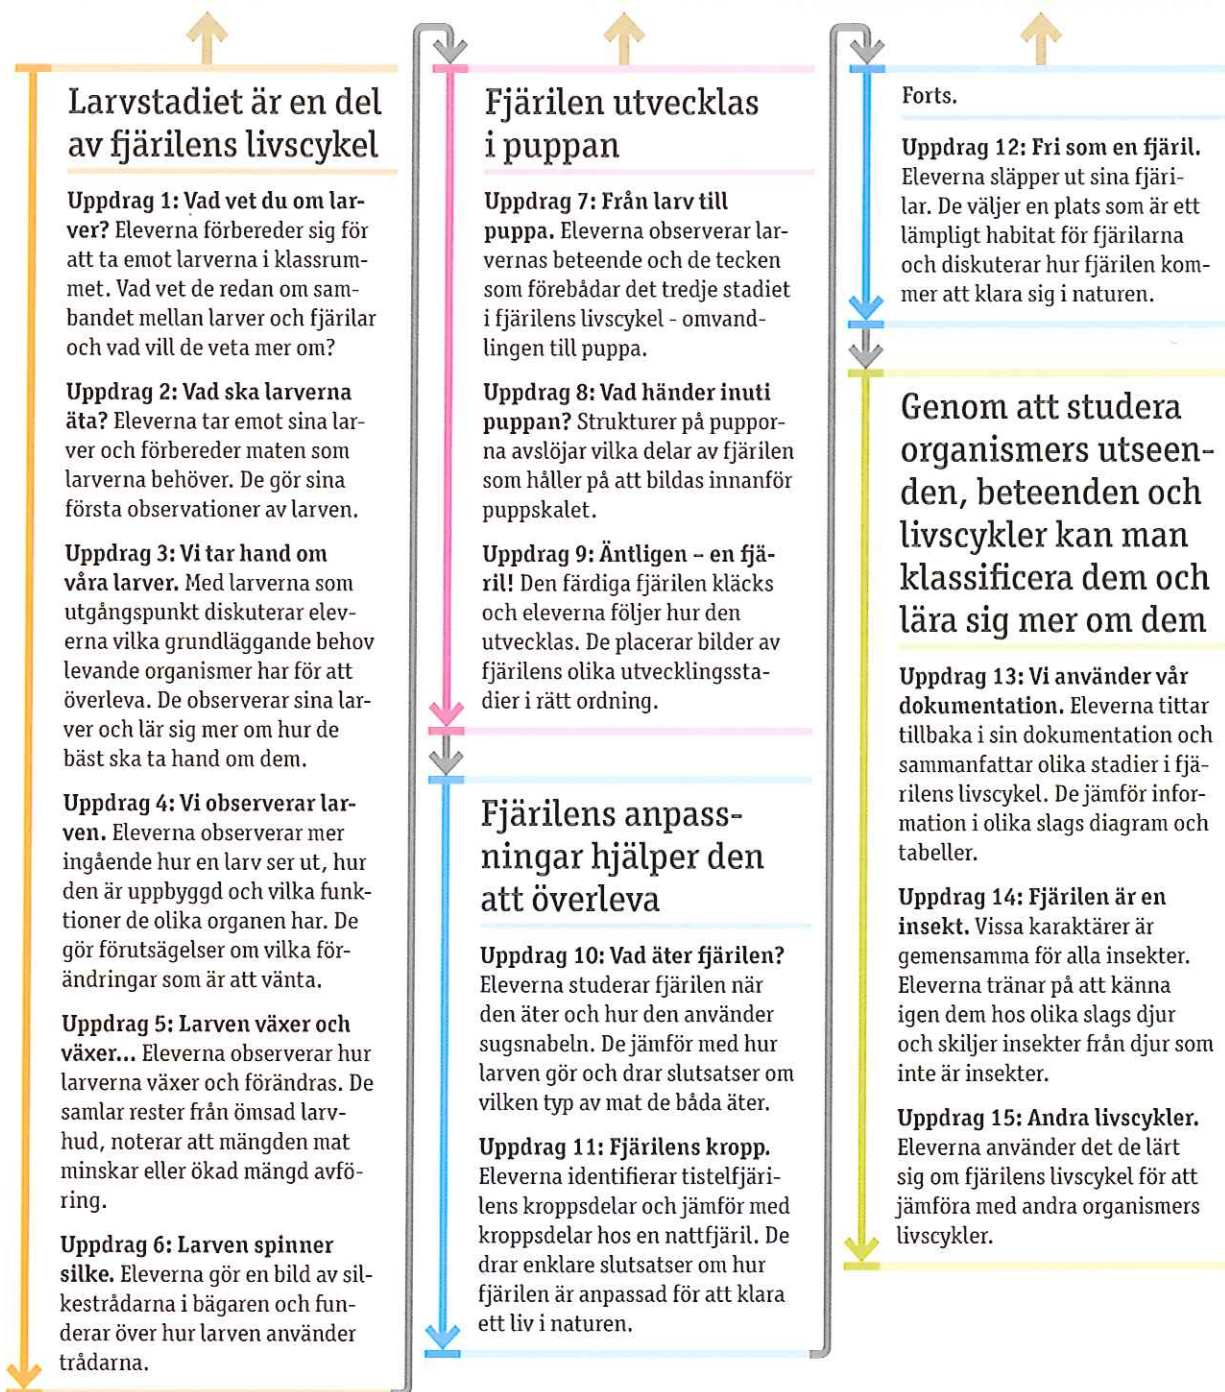 Larvstadiet är en del
av fjärilens livscykel
Uppdrag 1: Vad vet du om lar-
ver? Eleverna förbereder sig för
att ta emot larverna i klassrum-
met. Vad vet de redan om sam-
bandet mellan larver och fjärilar
och vad vill de veta mer om?
Uppdrag 2: Vad ska larverna
äta? Eleverna tar emot sina lar-
ver och förbereder maten som
larverna behöver. De gör sina
första observationer av larven.
Uppdrag 3: Vi tar hand om
våra larver. Med larverna som
utgångspunkt diskuterar elev-
erna vilka grundläggande behov
levande organismer har för att
överleva. De observerar sina lar-
ver och lär sig mer om hur de
bäst ska ta hand om dem.
Uppdrag 4: Vi observerar lar-
ven. Eleverna observerar mer
ingående hur en larv ser ut, hur
den är uppbyggd och vilka funk-
tioner de olika organen har. De
gör förutsägelser om vilka för-
ändringar som är att vänta.
Uppdrag 5: Larven växer och
växer... Eleverna observerar hur
larverna växer och förändras. De
samlar rester från ömsad larv-
hud, noterar att mängden mat
minskar eller ökad mängd avfö-
ring.
Uppdrag 6: Larven spinner
silke. Eleverna gör en bild av sil-
kestrådarna i bägaren och fun-
derar över hur larven använder
trådarna.
Fjärilen utvecklas
i puppan
Uppdrag 7: Från larv till
puppa. Eleverna observerar lar-
vernas beteende och de tecken
som förebådar det tredje stadiet
i fjärilens livscykel - omvand-
lingen till puppa.
Uppdrag 8: Vad händer inuti
puppan? Strukturer på puppor-
na avslöjar vilka delar av fjärilen
som håller på att bildas innanför
puppskalet.
Uppdrag 9: Äntligen – en fjä-
ril! Den färdiga fjärilen kläcks
och eleverna följer hur den
utvecklas. De placerar bilder av
fjärilens olika utvecklingssta-
dier i rätt ordning.
Fjärilens anpass-
ningar hjälper den
att överleva
Uppdrag 10: Vad äter fjärilen?
Eleverna studerar fjärilen när
den äter och hur den använder
sugsnabeln. De jämför med hur
larven gör och drar slutsatser om
vilken typ av mat de båda äter.
Uppdrag 11: Fjärilens kropp.
Eleverna identifierar tistelfjäri-
lens kroppsdelar och jämför med
kroppsdelar hos en nattfjäril. De
drar enklare slutsatser om hur
fjärilen är anpassad för att klara
ett liv i naturen.
Forts.
Uppdrag 12: Fri som en fjäril.
Eleverna släpper ut sina fjäri-
lar. De väljer en plats som är ett
lämpligt habitat för fjärilarna
och diskuterar hur fjärilen kom-
mer att klara sig i naturen.
Genom att studera
organismers utseen-
den, beteenden och
livscykler kan man
klassificera dem och
lära sig mer om dem
Uppdrag 13: Vi använder vår
dokumentation. Eleverna tittar
tillbaka i sin dokumentation och
sammanfattar olika stadier i fjä-
rilens livscykel. De jämför infor-
mation i olika slags diagram och
tabeller.
Uppdrag 14: Fjärilen är en
insekt. Vissa karaktärer är
gemensamma för alla insekter.
Eleverna tränar på att känna
igen dem hos olika slags djur
och skiljer insekter från djur som
inte är insekter.
Uppdrag 15: Andra livscykler.
Eleverna använder det de lärt
sig om fjärilens livscykel för att
jämföra med andra organismers
livscykler.